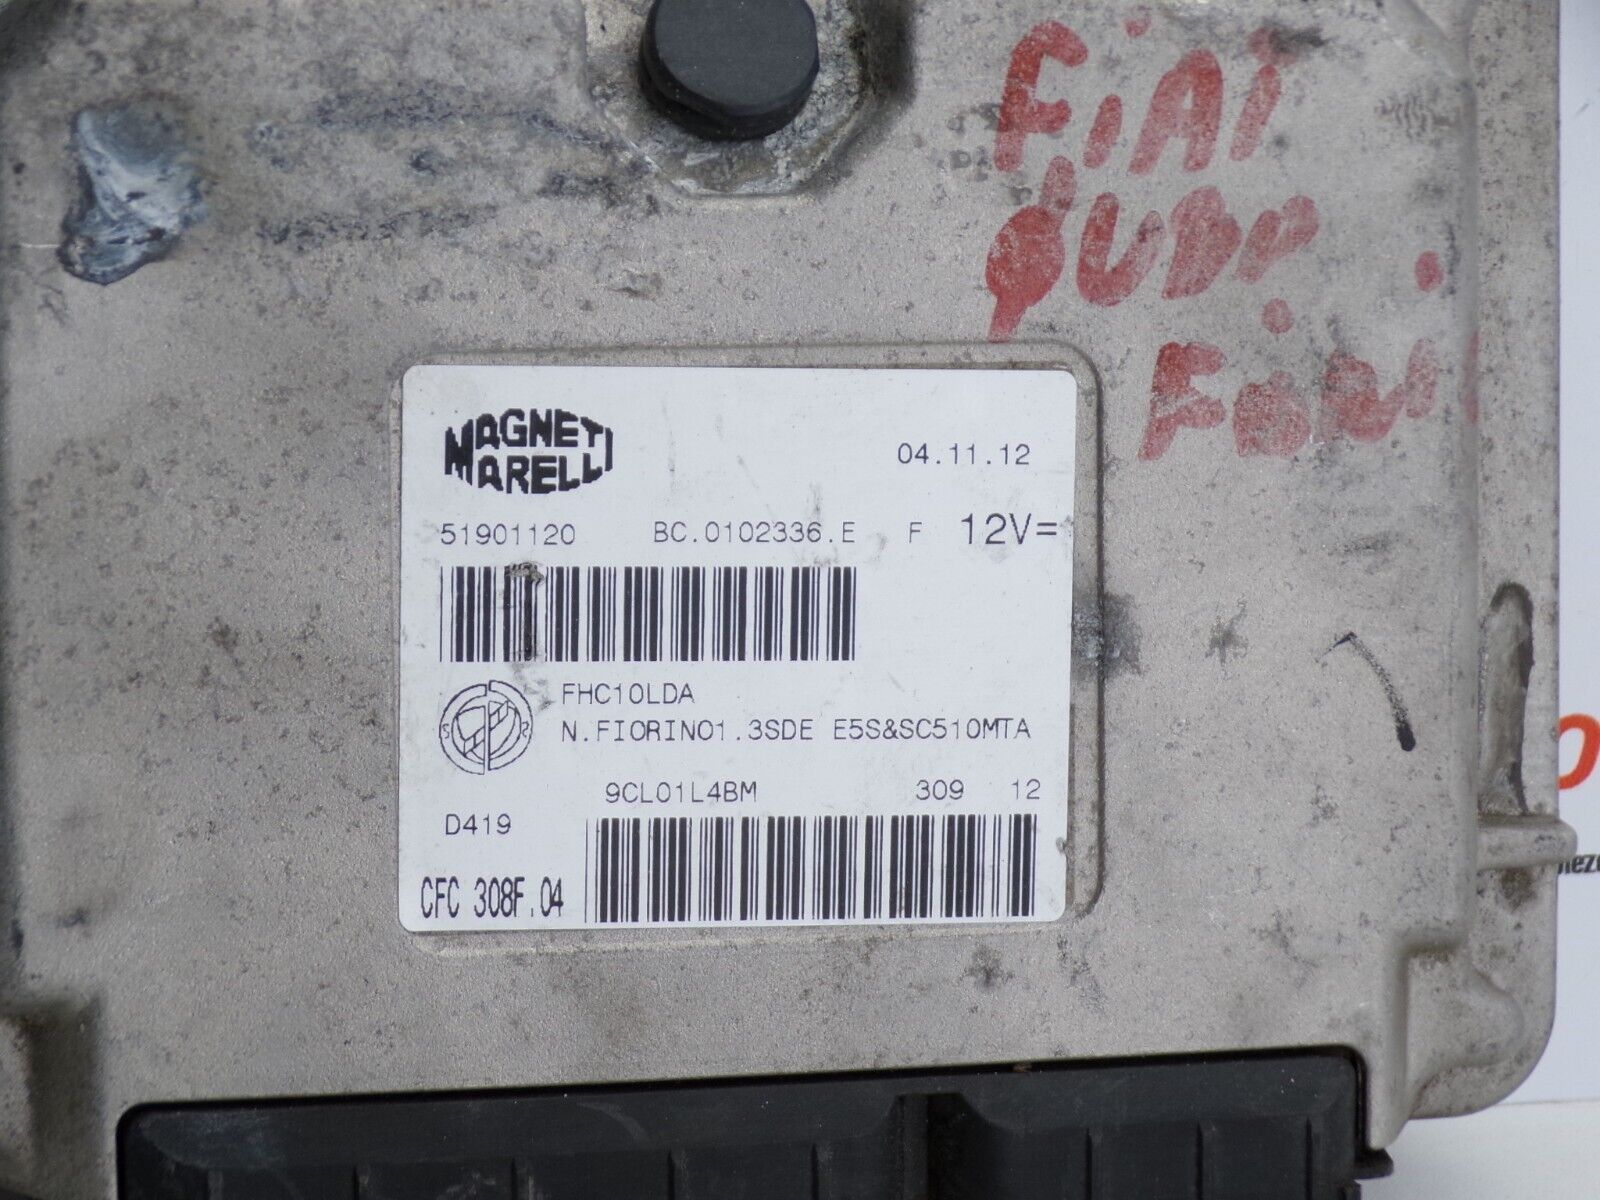 FiAT
MAGNETI
MARELLI
04.11.12
51901120 BC.0102336.E F 12V=
FHC10LDA
N.FIORINO1.3SDE E5S&SC510MTA
9CL01L4BM 309 12
D419
CFC 308F.04